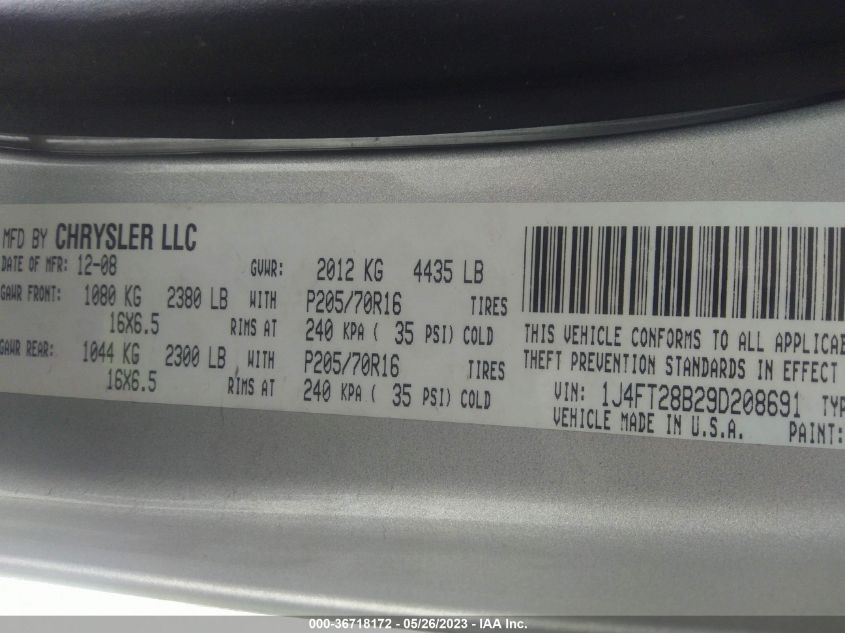 MFD BY CHRYSLER LLC
DATE OF MFR: 12-08 GVWR: 2012 KG 4435 LB
GAWR FRONT: 1080 KG 2380 LB WITH P205/70R16 TIRES
16X6.5 RIMS AT 240 KPA ( 35 PSI) COLD
GAWR REAR: 1044 KG 2300 LB WITH P205/70R16 TIRES
16X6.5 RIMS AT 240 KPA ( 35 PSI) COLD
THIS VEHICLE CONFORMS TO ALL APPLICAB
THEFT PREVENTION STANDARDS IN EFFECT
VIN: 1J4FT28B29D208691 TYP
VEHICLE MADE IN U.S.A. PAINT:
000-36718172 - 05/26/2023 - IAA Inc.